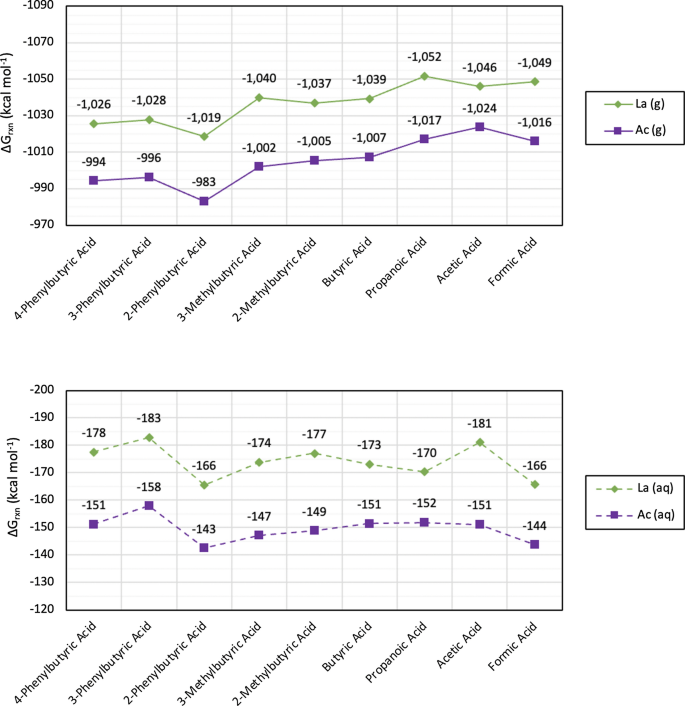 -1090
-1070
-1050
-1030
-1010
-990
-970
ΔGrxn (kcal mol-1)
-1,026
-1,028
-1,019
-1,040
-1,037
-1,039
-1,052
-1,046
-1,049
-994
-996
-983
-1,002
-1,005
-1,007
-1,017
-1,024
-1,016
La (g)
Ac (g)
4-Phenylbutyric Acid
3-Phenylbutyric Acid
2-Phenylbutyric Acid
3-Methylbutyric Acid
2-Methylbutyric Acid
Butyric Acid
Propanoic Acid
Acetic Acid
Formic Acid
-200
-190
-180
-170
-160
-150
-140
-130
-120
ΔGrxn (kcal mol-1)
-178
-183
-166
-174
-177
-173
-170
-181
-166
-151
-158
-143
-147
-149
-151
-152
-151
-144
La (aq)
Ac (aq)
4-Phenylbutyric Acid
3-Phenylbutyric Acid
2-Phenylbutyric Acid
3-Methylbutyric Acid
2-Methylbutyric Acid
Butyric Acid
Propanoic Acid
Acetic Acid
Formic Acid